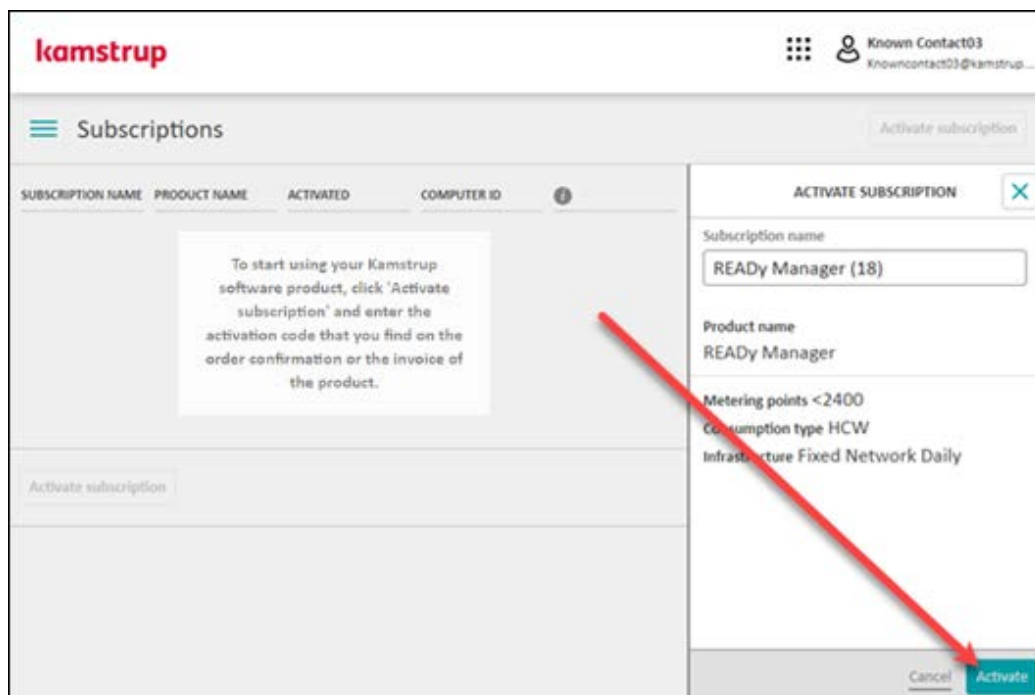 kamstrup
Known Contact03
Knowncontact03@kamstrup...
Subscriptions
Activate subscription
SUBSCRIPTION NAME PRODUCT NAME ACTIVATED COMPUTER ID
To start using your Kamstrup
software product, click 'Activate
subscription' and enter the
activation code that you find on the
order confirmation or the invoice of
the product.
Activate subscription
ACTIVATE SUBSCRIPTION
Subscription name
READy Manager (18)
Product name
READy Manager
Metering points <2400
Consumption type HCW
Infrastructure Fixed Network Daily
Cancel Activate